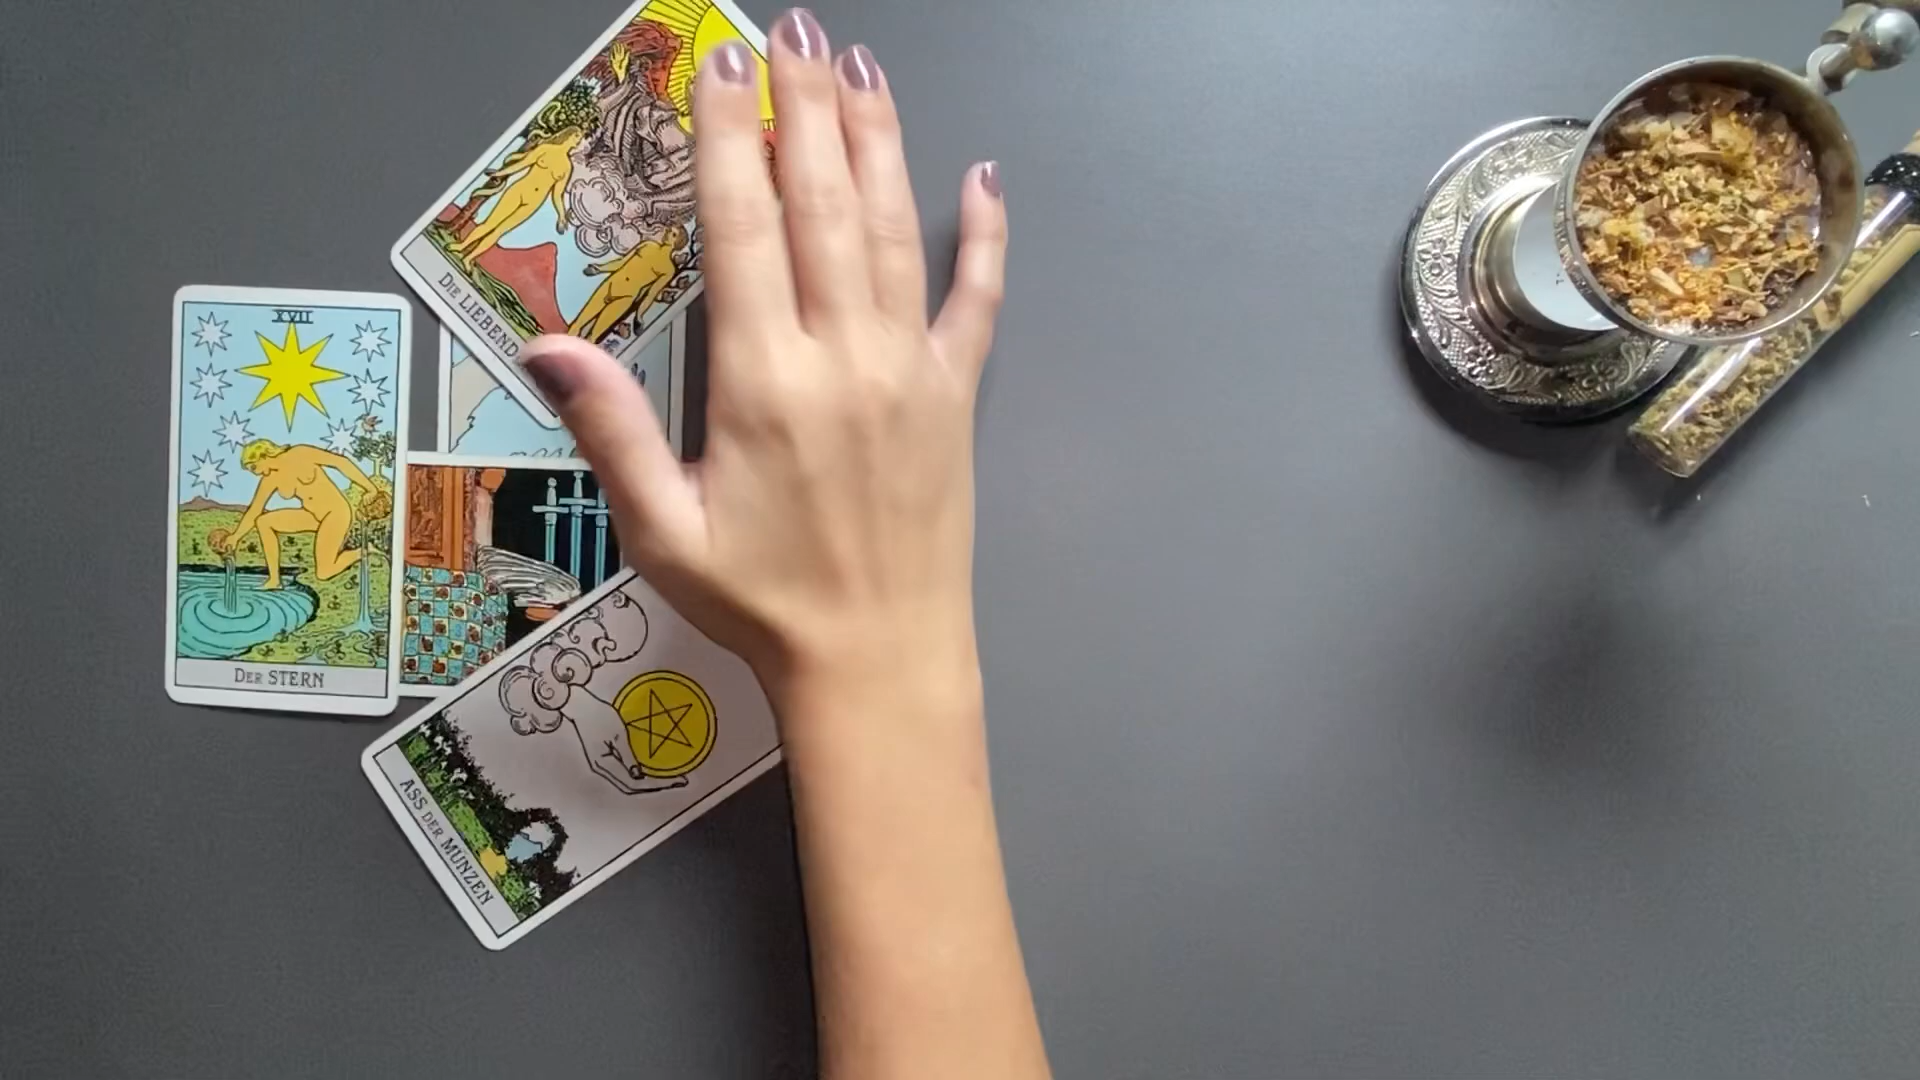 Die LIEBEND
XVII
Der STERN
ASS DER MÜNZEN